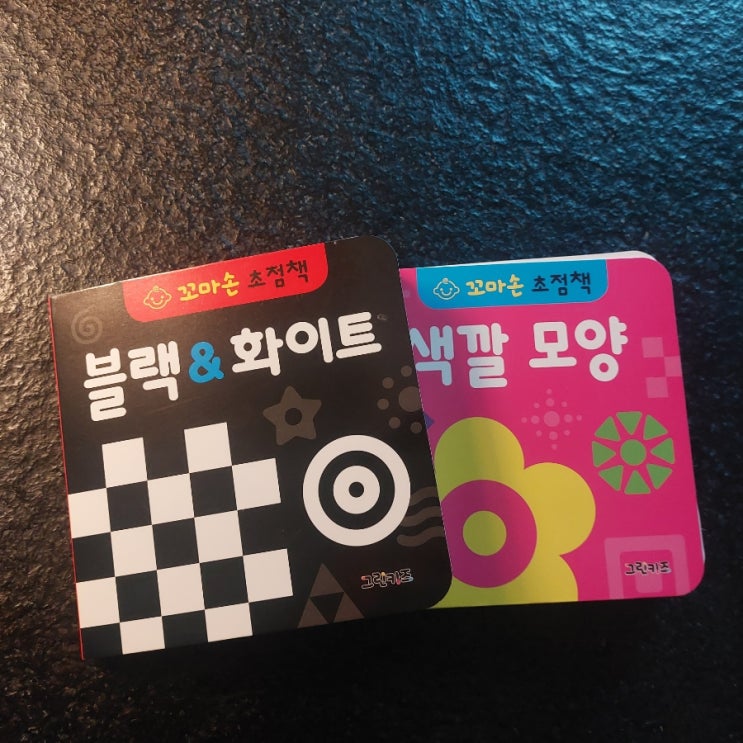 꼬마손 초점책
블랙 & 화이트
그린키즈
꼬마손 초점책
색깔 모양
그린키즈